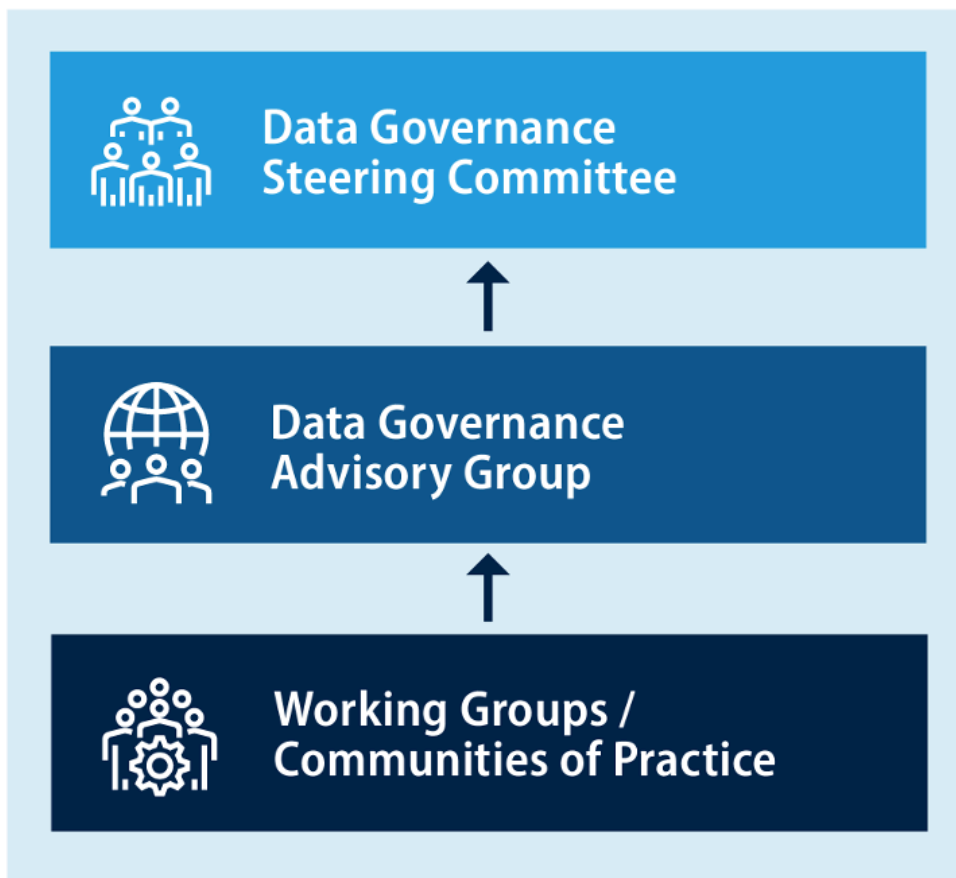 Data Governance
Steering Committee
Data Governance
Advisory Group
Working Groups /
Communities of Practice